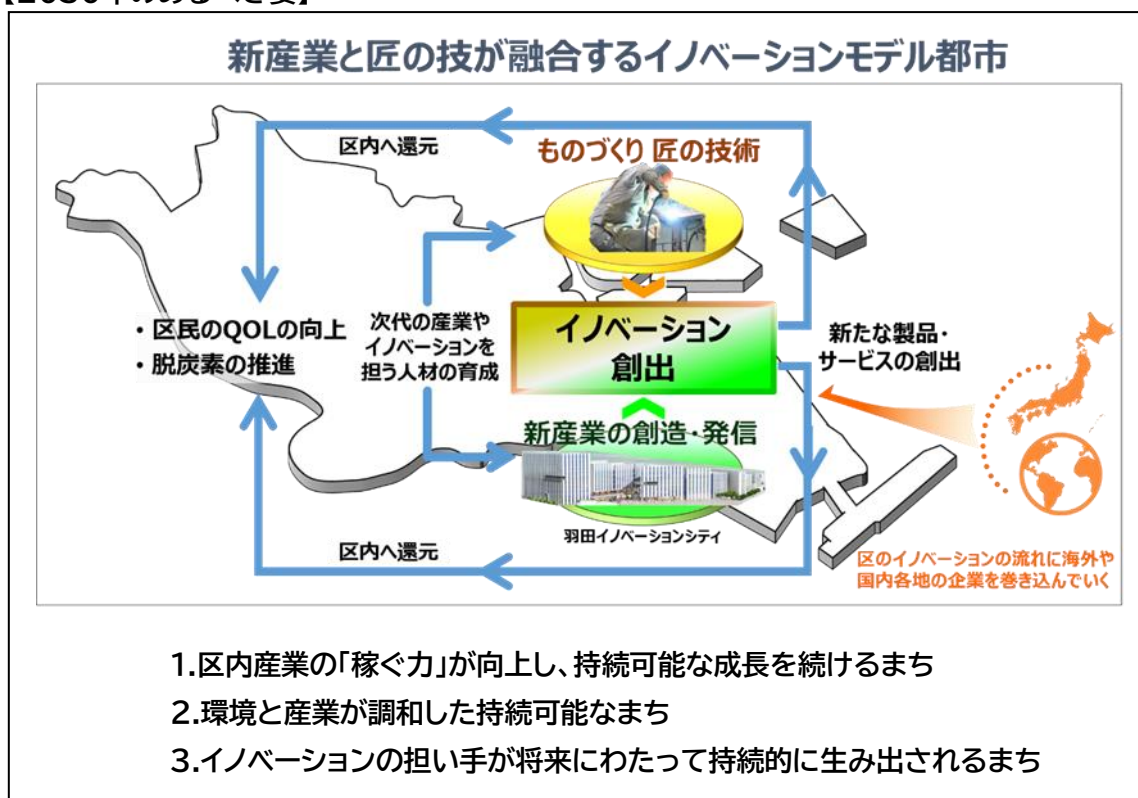 新産業と匠の技が融合するイノベーションモデル都市
区内へ還元
ものづくり 匠の技術
・区民のQOLの向上
・脱炭素の推進
次代の産業や
イノベーションを
担う人材の育成
イノベーション
創出
新たな製品・
サービスの創出
新産業の創造・発信
羽田イノベーションシティ
区内へ還元
区のイノベーションの流れに海外や
国内各地の企業を巻き込んでいく
1.区内産業の「稼ぐ力」が向上し、持続可能な成長を続けるまち
2.環境と産業が調和した持続可能なまち
3.イノベーションの担い手が将来にわたって持続的に生み出されるまち